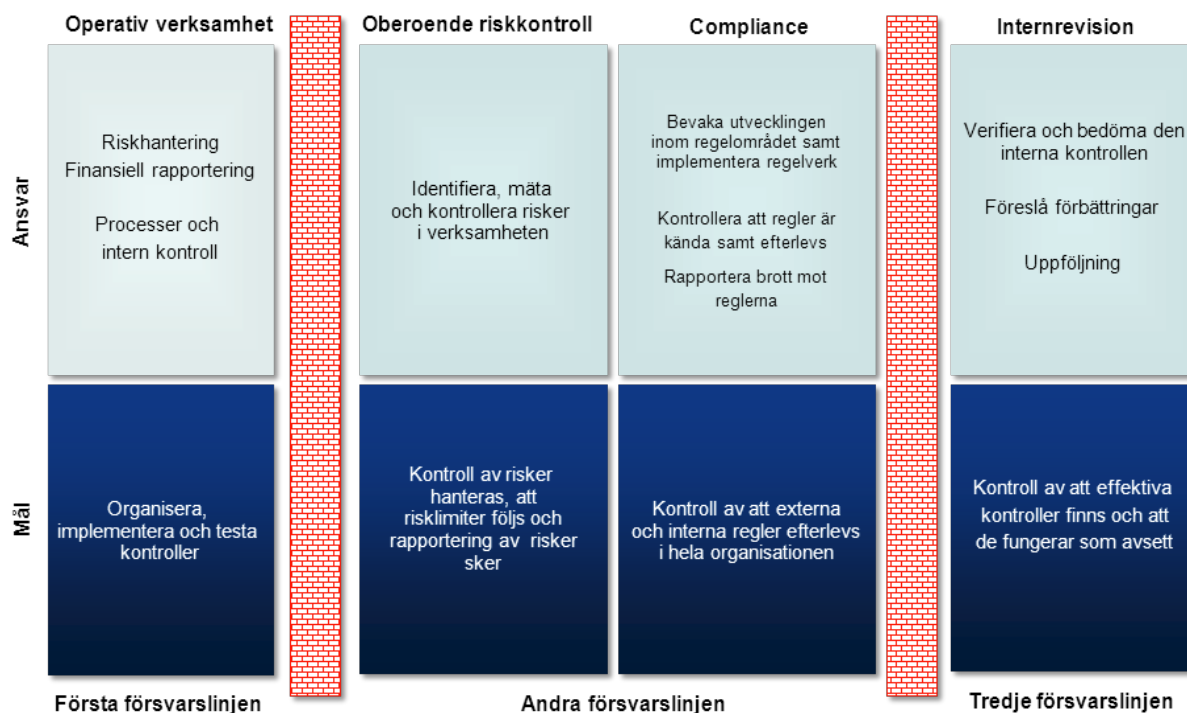 Operativ verksamhet
Oberoende riskkontroll
Compliance
Internrevision
Ansvar
Riskhantering
Finansiell rapportering
Processer och
intern kontroll
Identifiera, mäta
och kontrollera risker
i verksamheten
Bevaka utvecklingen
inom regelområdet samt
implementera regelverk
Kontrollera att regler är
kända samt efterlevs
Rapportera brott mot
reglerna
Verifiera och bedöma den
interna kontrollen
Föreslå förbättringar
Uppföljning
Mål
Organisera,
implementera och testa
kontroller
Kontroll av risker
hanteras, att
risklimiter följs och
rapportering av risker
sker
Kontroll av att externa
och interna regler efterlevs
i hela organisationen
Kontroll av att effektiva
kontroller finns och att
de fungerar som avsett
Första försvarslinjen
Andra försvarslinjen
Tredje försvarslinjen